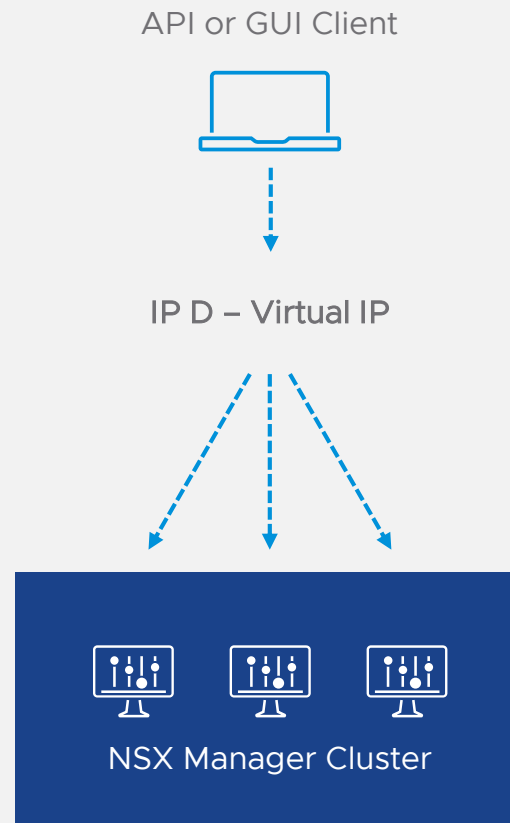 API or GUI Client
IP D – Virtual IP
NSX Manager Cluster